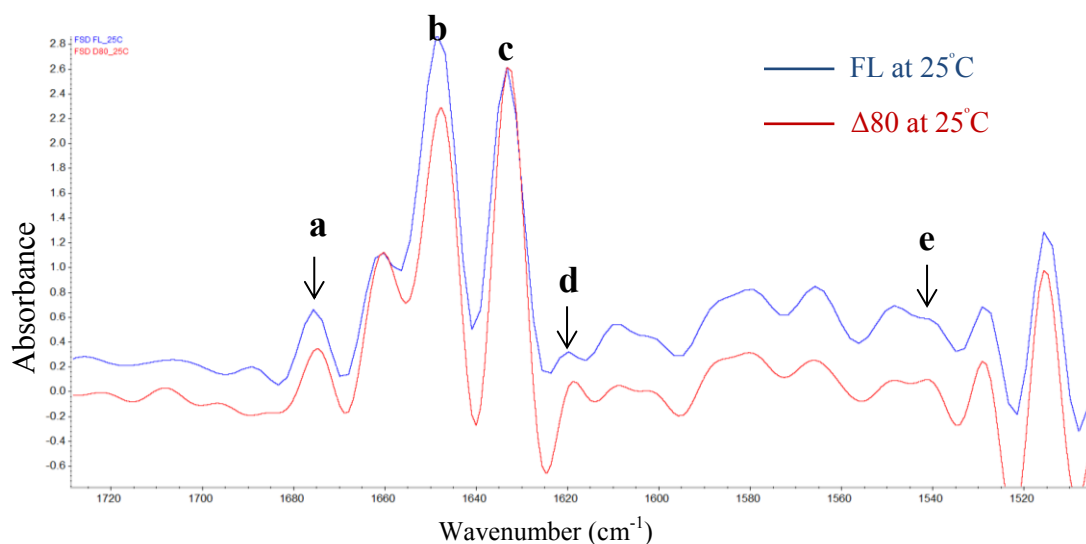 FSD FL_25C
FSD D80_25C
FL at 25°C
Δ80 at 25°C
a
b
c
d
e
Absorbance
2.8
2.6
2.4
2.2
2.0
1.8
1.6
1.4
1.2
1.0
0.8
0.6
0.4
0.2
0.0
-0.2
-0.4
-0.6
1720 1700 1680 1660 1640 1620 1600 1580 1560 1540 1520
Wavenumber (cm⁻¹)